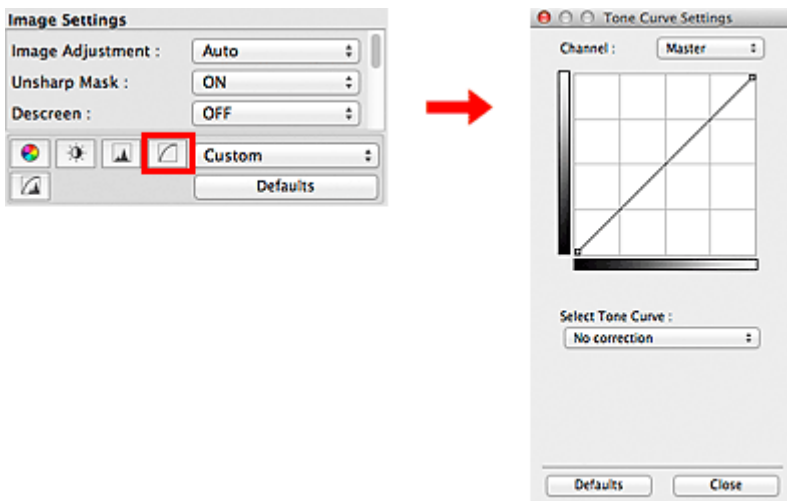 Image Settings
Image Adjustment : Auto
Unsharp Mask : ON
Descreen : OFF
Custom
Defaults
Tone Curve Settings
Channel : Master
Select Tone Curve :
No correction
Defaults Close